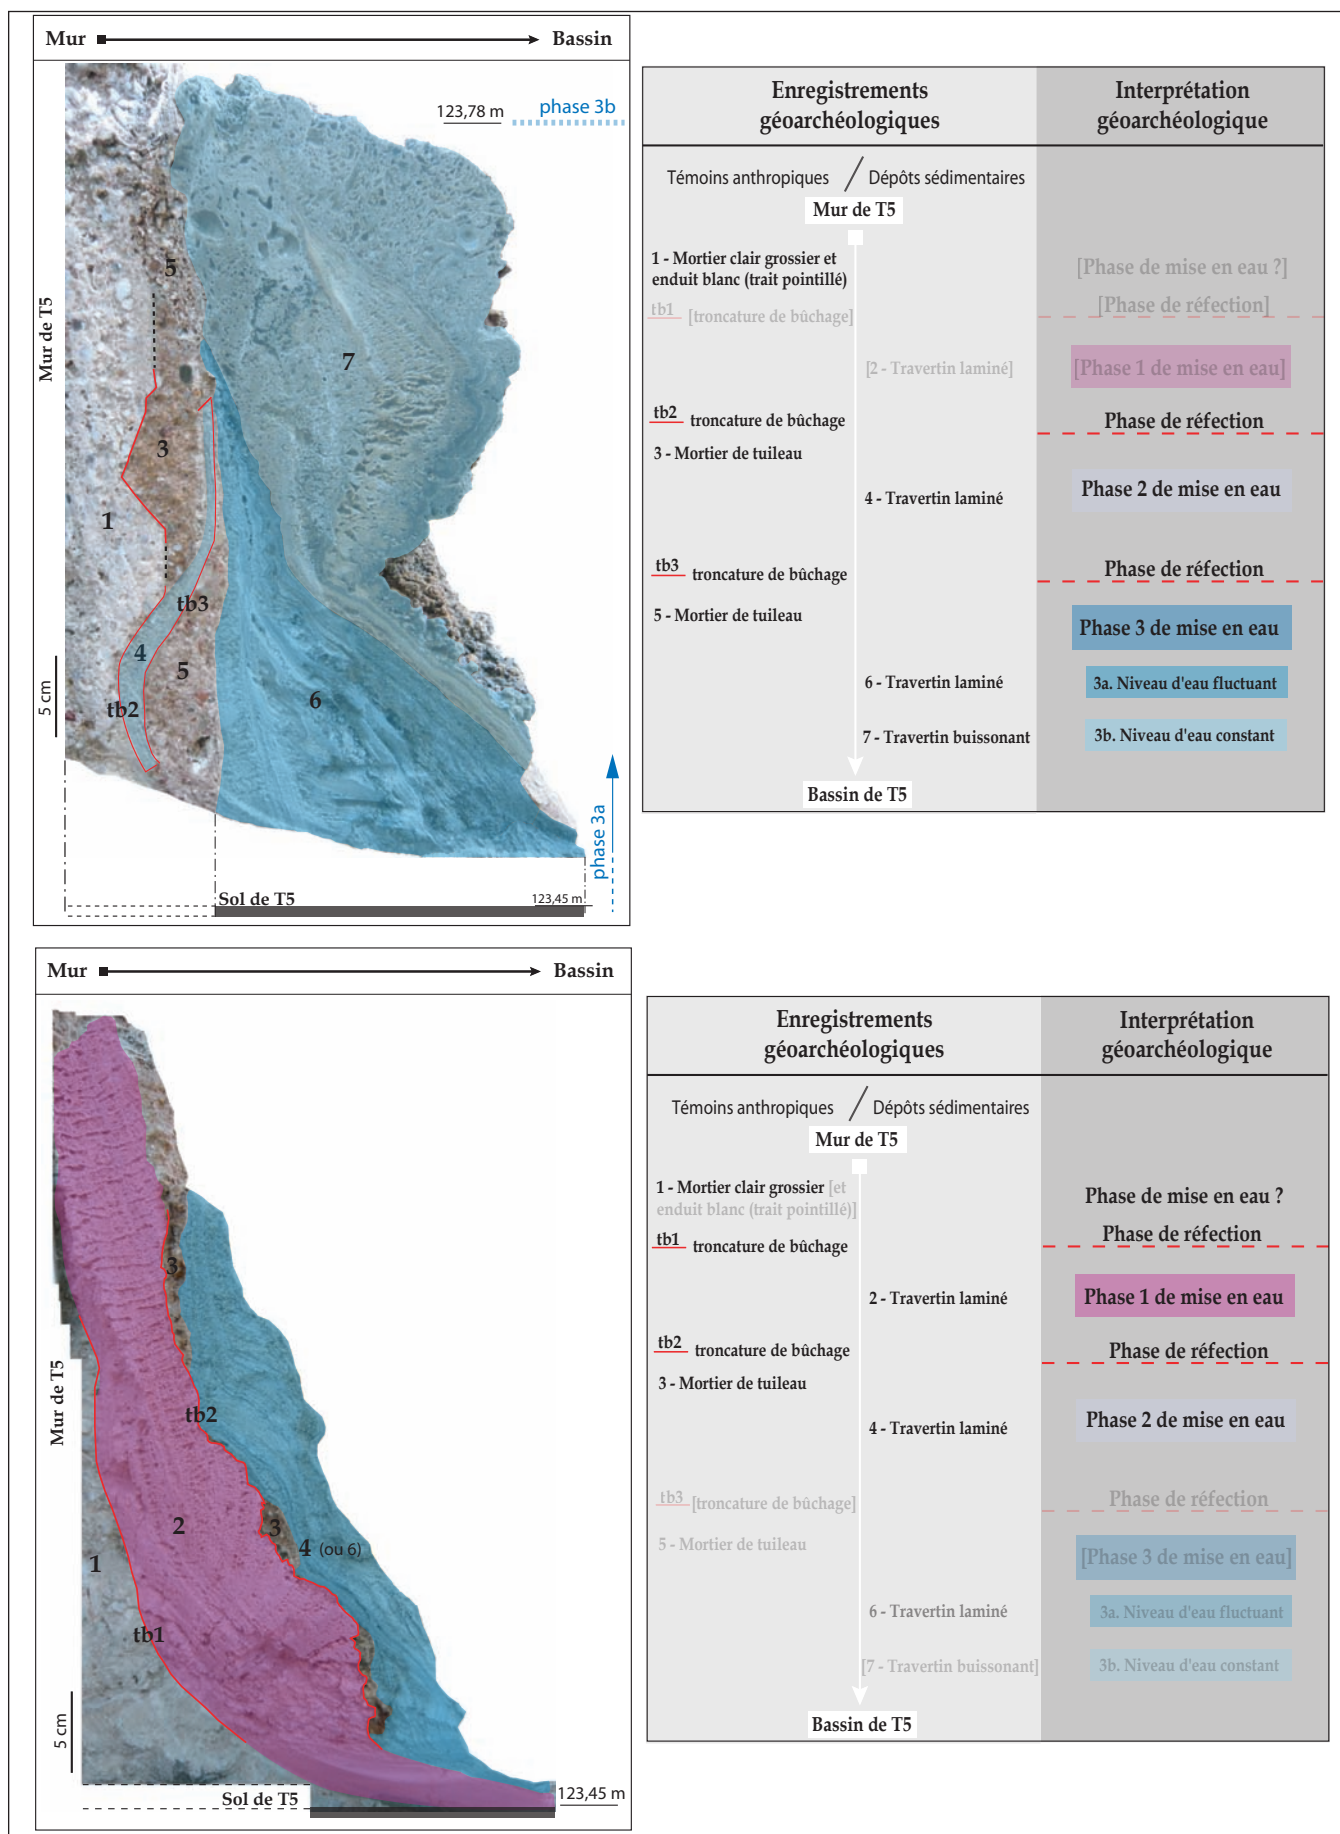 Mur
Bassin
123,78 m
phase 3b
Mur de T5
5
7
3
1
tb3
4
5
6
tb2
5 cm
phase 3a
Sol de T5
123,45 m
Enregistrements
géoarchéologiques
Interprétation
géoarchéologique
Témoins anthropiques / Dépôts sédimentaires
Mur de T5
1 - Mortier clair grossier et
enduit blanc (trait pointillé)
[Phase de mise en eau ?]
[Phase de réfection]
tb1 [troncature de bûchage]
[2 - Travertin laminé]
[Phase 1 de mise en eau]
tb2 troncature de bûchage
Phase de réfection
3 - Mortier de tuileau
4 - Travertin laminé
Phase 2 de mise en eau
tb3 troncature de bûchage
Phase de réfection
5 - Mortier de tuileau
Phase 3 de mise en eau
6 - Travertin laminé
3a. Niveau d'eau fluctuant
7 - Travertin buissonant
3b. Niveau d'eau constant
Bassin de T5
Mur
Bassin
Mur de T5
3
tb2
2
3
4 (ou 6)
1
tb1
5 cm
Sol de T5
123,45 m
Enregistrements
géoarchéologiques
Interprétation
géoarchéologique
Témoins anthropiques / Dépôts sédimentaires
Mur de T5
1 - Mortier clair grossier [et
enduit blanc (trait pointillé)]
Phase de mise en eau ?
Phase de réfection
tb1 troncature de bûchage
2 - Travertin laminé
Phase 1 de mise en eau
tb2 troncature de bûchage
Phase de réfection
3 - Mortier de tuileau
4 - Travertin laminé
Phase 2 de mise en eau
tb3 [troncature de bûchage]
Phase de réfection
5 - Mortier de tuileau
[Phase 3 de mise en eau]
6 - Travertin laminé
3a. Niveau d'eau fluctuant
[7 - Travertin buissonant]
3b. Niveau d'eau constant
Bassin de T5